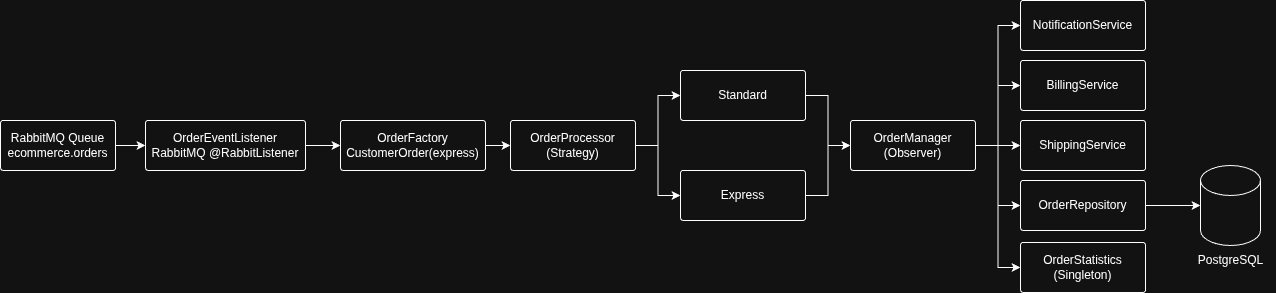 RabbitMQ Queue
ecommerce.orders
OrderEventListener
RabbitMQ @RabbitListener
OrderFactory
CustomerOrder(express)
OrderProcessor
(Strategy)
Standard
Express
OrderManager
(Observer)
NotificationService
BillingService
ShippingService
OrderRepository
OrderStatistics
(Singleton)
PostgreSQL